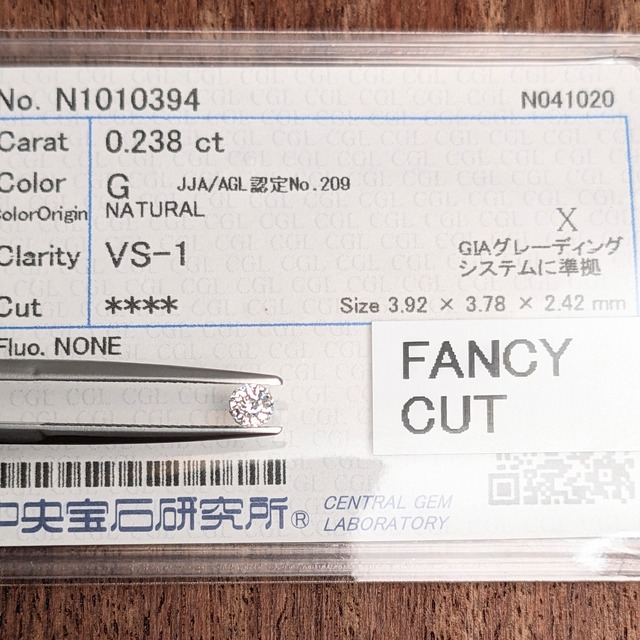 No. N1010394 N041020
Carat 0.238 ct
Color G JJA/AGL認定No.209
ColorOrigin NATURAL
X
Clarity VS-1 GIAグレーディング
システムに準拠
Cut **** Size 3.92 × 3.78 × 2.42 mm
Fluo. NONE
FANCY
CUT
中央宝石研究所® CENTRAL GEM
LABORATORY